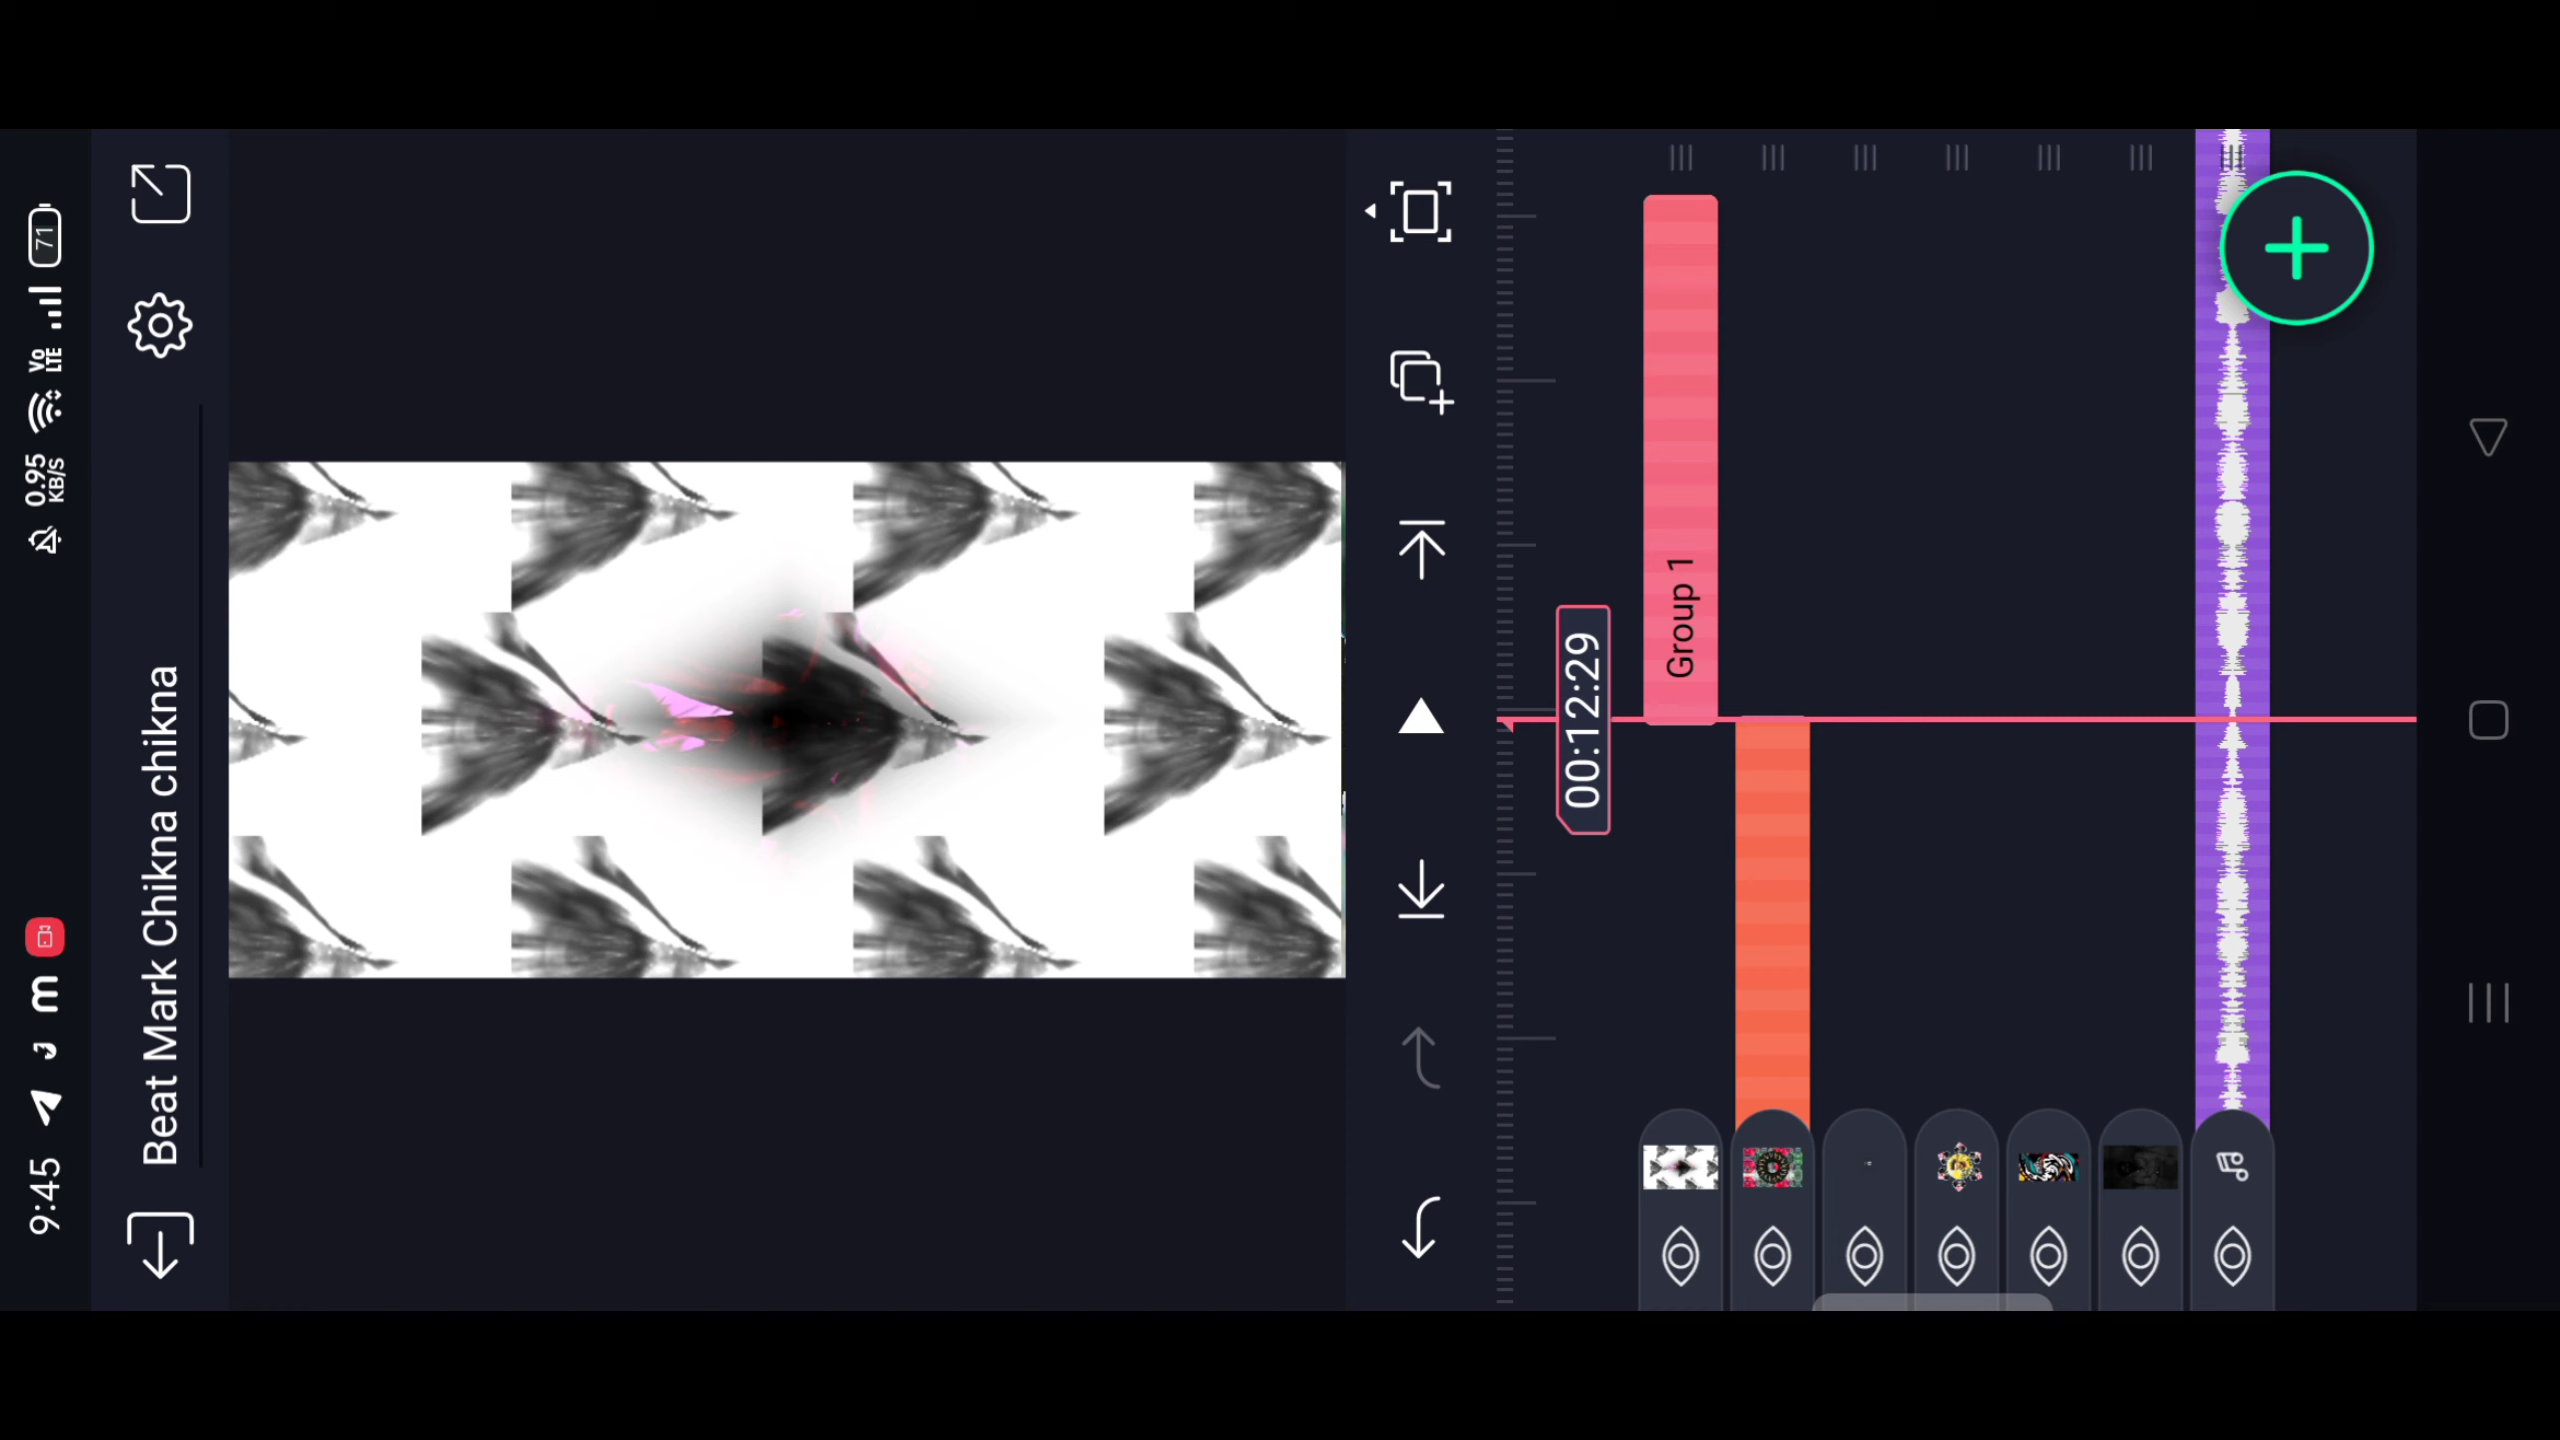 9:45
0.95 KB/S
Vo LTE
71
Beat Mark Chikna chikna
00:12:29
Group 1